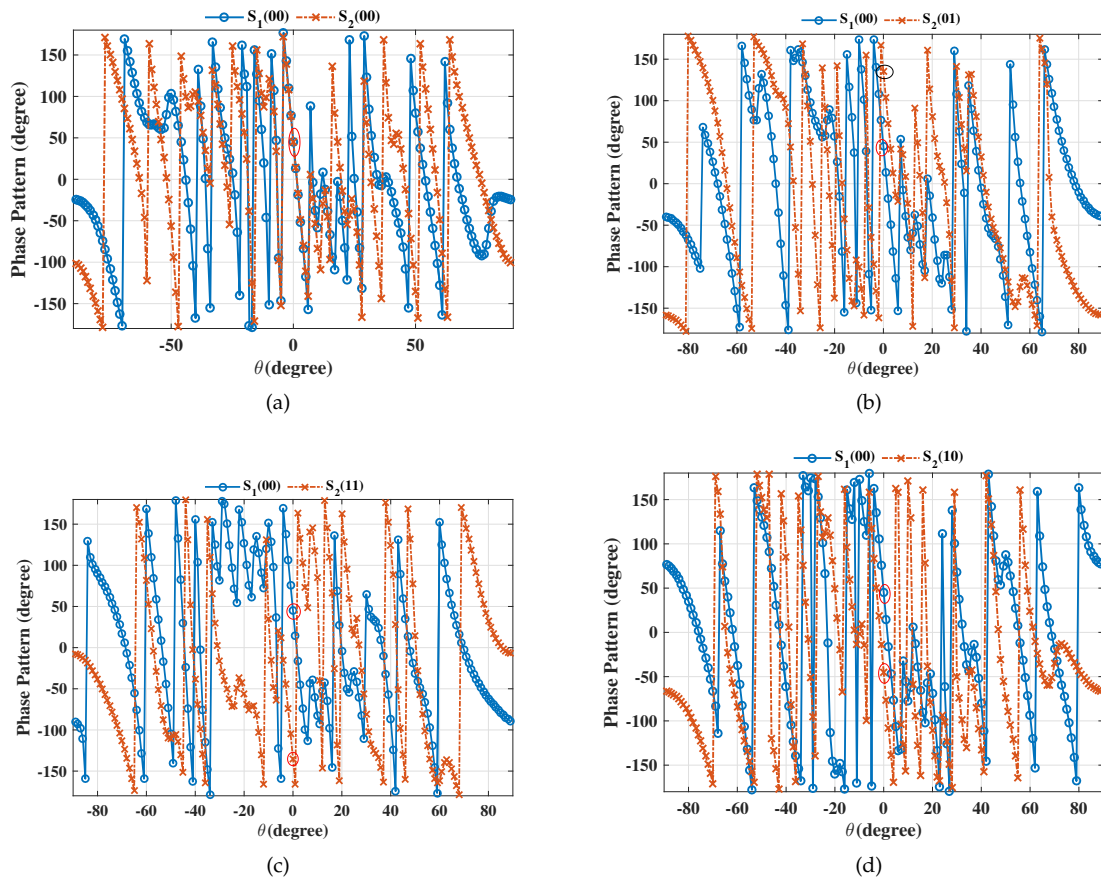 S1(00) S2(00)
Phase Pattern (degree)
150
100
50
0
-50
-100
-150
-50 0 50
θ(degree)
(a)
S1(00) S2(01)
Phase Pattern (degree)
150
100
50
0
-50
-100
-150
-80 -60 -40 -20 0 20 40 60 80
θ(degree)
(b)
S1(00) S2(11)
Phase Pattern (degree)
150
100
50
0
-50
-100
-150
-80 -60 -40 -20 0 20 40 60 80
θ(degree)
(c)
S1(00) S2(10)
Phase Pattern (degree)
150
100
50
0
-50
-100
-150
-80 -60 -40 -20 0 20 40 60 80
θ(degree)
(d)